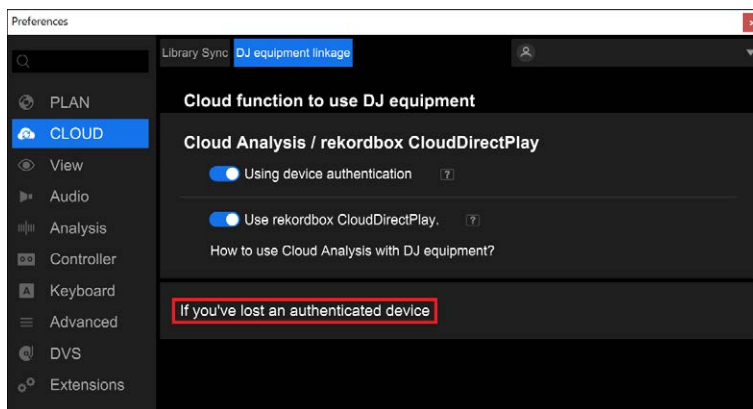 Preferences
Library Sync DJ equipment linkage
PLAN
CLOUD
View
Audio
Analysis
Controller
Keyboard
Advanced
DVS
Extensions
Cloud function to use DJ equipment
Cloud Analysis / rekordbox CloudDirectPlay
Using device authentication ?
Use rekordbox CloudDirectPlay. ?
How to use Cloud Analysis with DJ equipment?
If you've lost an authenticated device